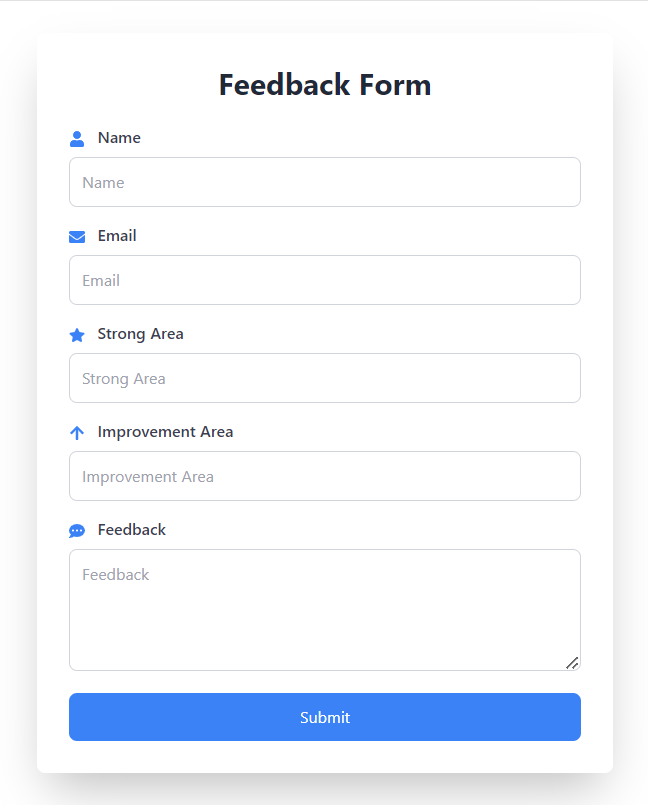 Feedback Form
Name
Name
Email
Email
Strong Area
Strong Area
Improvement Area
Improvement Area
Feedback
Feedback
Submit